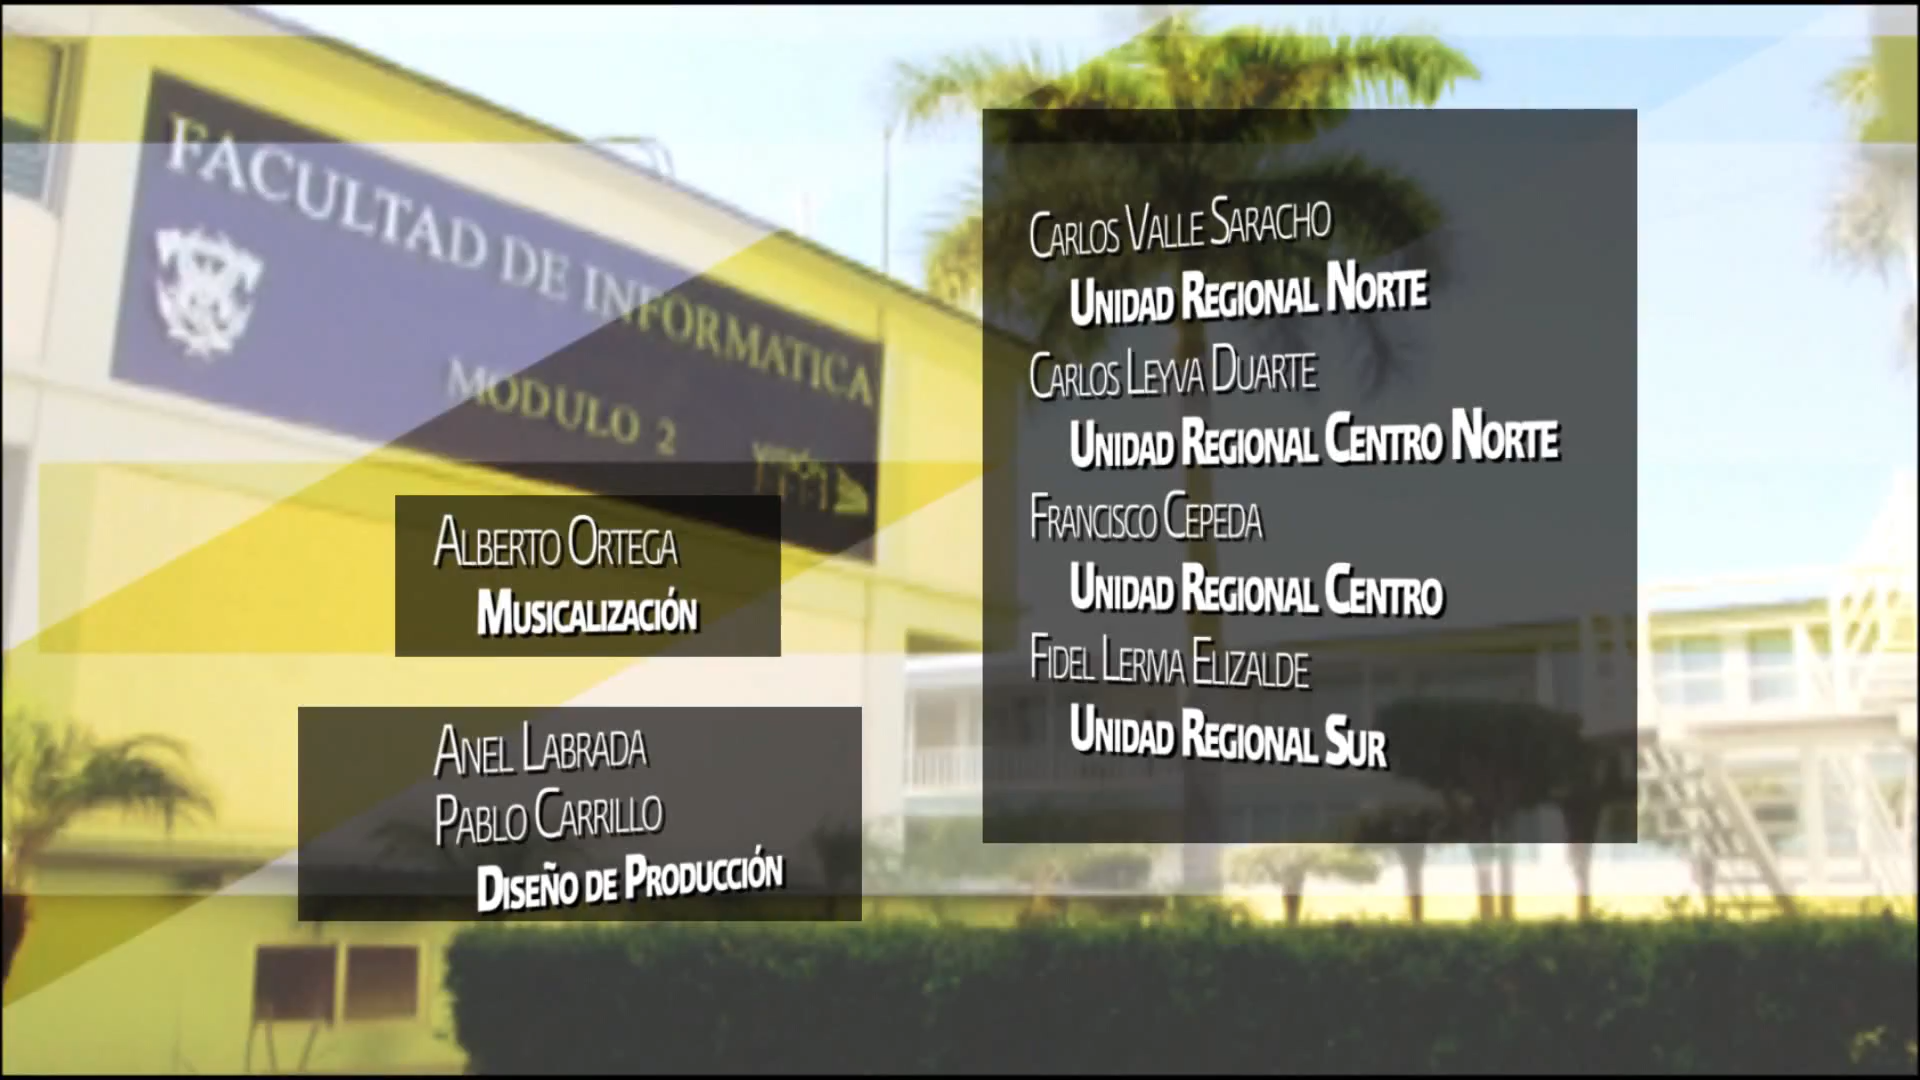 FACULTAD DE INFORMATICA
MODULO 2
ALBERTO ORTEGA
MUSICALIZACIÓN
ANEL LABRADA
PABLO CARRILLO
DISEÑO DE PRODUCCIÓN
CARLOS VALLE SARACHO
UNIDAD REGIONAL NORTE
CARLOS LEYVA DUARTE
UNIDAD REGIONAL CENTRO NORTE
FRANCISCO CEPEDA
UNIDAD REGIONAL CENTRO
FIDEL LERMA ELIZALDE
UNIDAD REGIONAL SUR